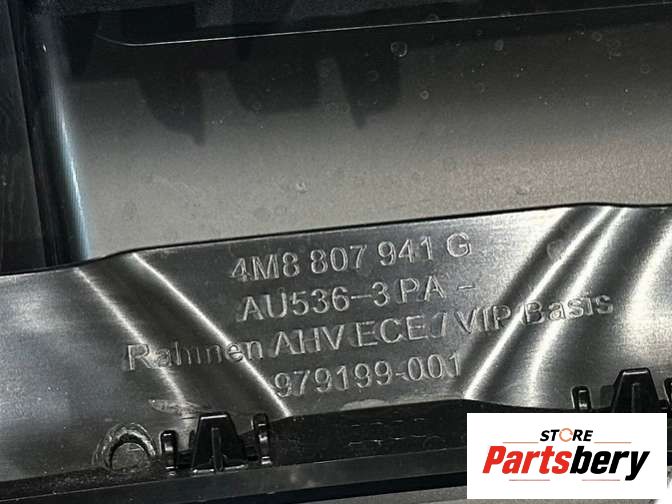 4M8 807 941 G
AU536-3 PA -
Rahmen AHV ECE / VIP Basis
979199-001
STORE
Partsbery